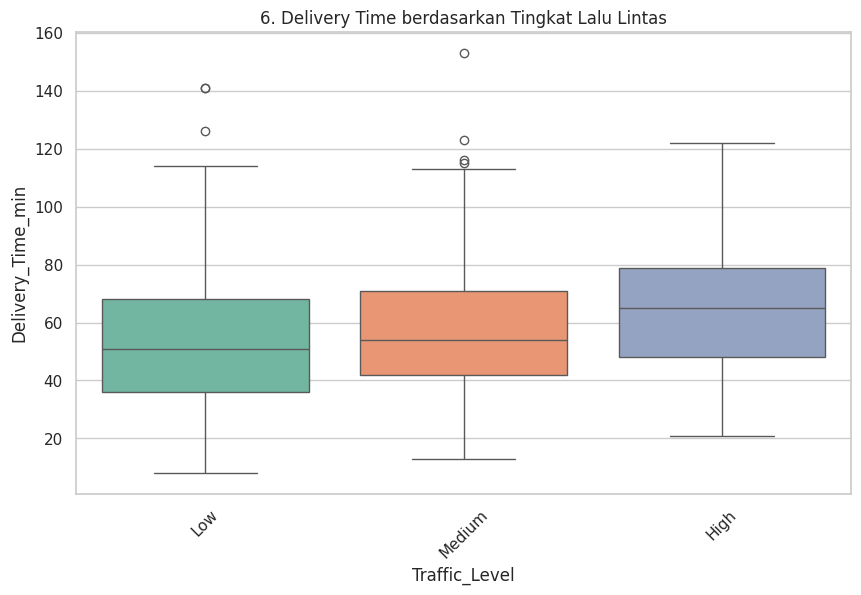 6. Delivery Time berdasarkan Tingkat Lalu Lintas
160
140
120
100
80
60
40
20
Delivery_Time_min
Low
Medium
High
Traffic_Level